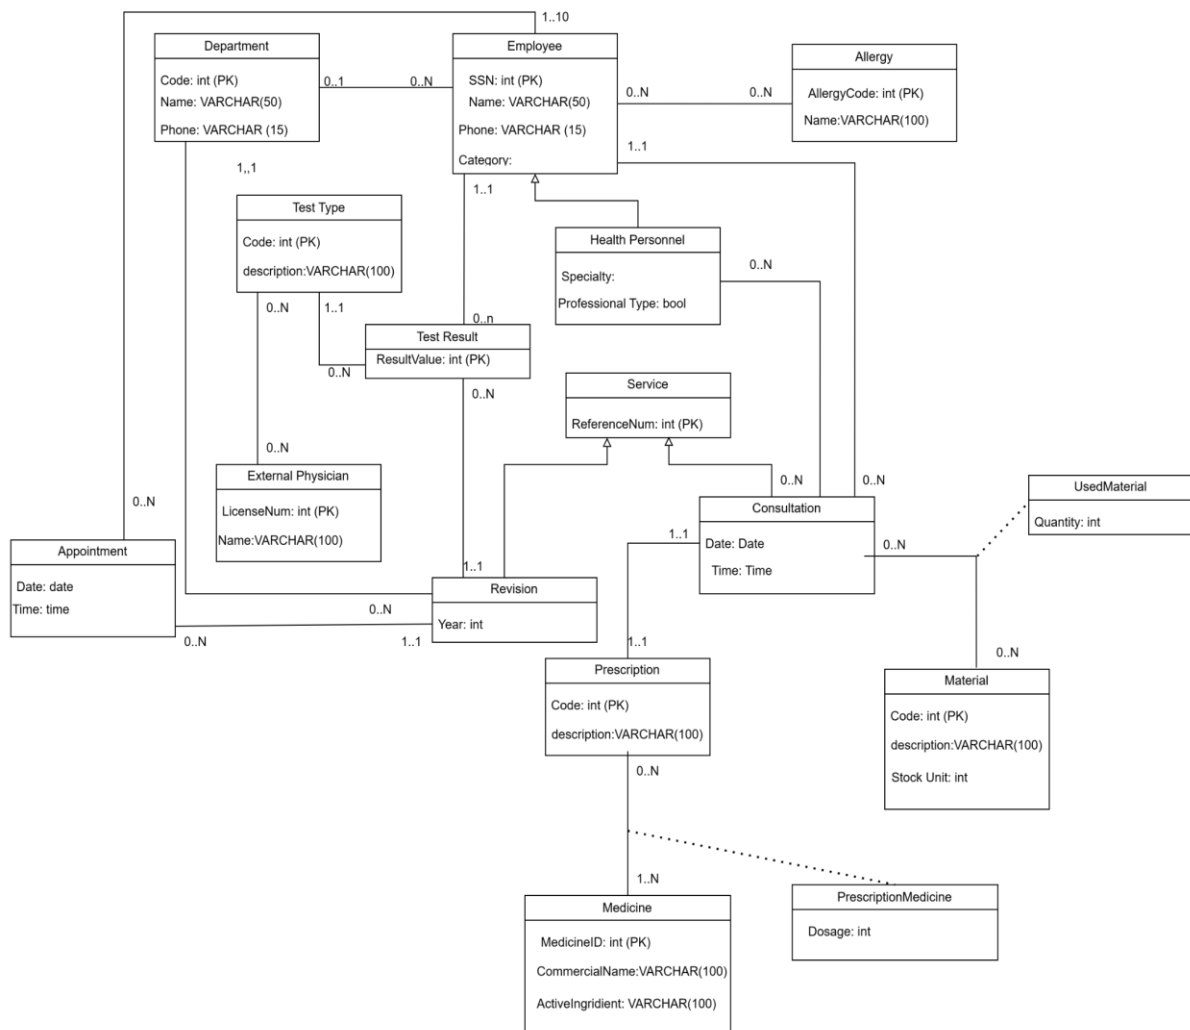 1..10
Department
Code: int (PK)
Name: VARCHAR(50)
Phone: VARCHAR (15)
0..1
0..N
Employee
SSN: int (PK)
Name: VARCHAR(50)
Phone: VARCHAR (15)
Category:
0..N
0..N
Allergy
AllergyCode: int (PK)
Name:VARCHAR(100)
1..1
1,,1
1..1
Test Type
Code: int (PK)
description:VARCHAR(100)
0..N
1..1
Health Personnel
Specialty:
Professional Type: bool
0..N
0..n
Test Result
ResultValue: int (PK)
0..N
0..N
Service
ReferenceNum: int (PK)
0..N
External Physician
LicenseNum: int (PK)
Name:VARCHAR(100)
0..N
0..N
0..N
Consultation
Date: Date
Time: Time
UsedMaterial
Quantity: int
0..N
Appointment
Date: date
Time: time
1..1
1..1
Revision
Year: int
0..N
0..N
1..1
1..1
0..N
Prescription
Code: int (PK)
description:VARCHAR(100)
Material
Code: int (PK)
description:VARCHAR(100)
Stock Unit: int
0..N
1..N
PrescriptionMedicine
Dosage: int
Medicine
MedicineID: int (PK)
CommercialName:VARCHAR(100)
ActiveIngridient: VARCHAR(100)